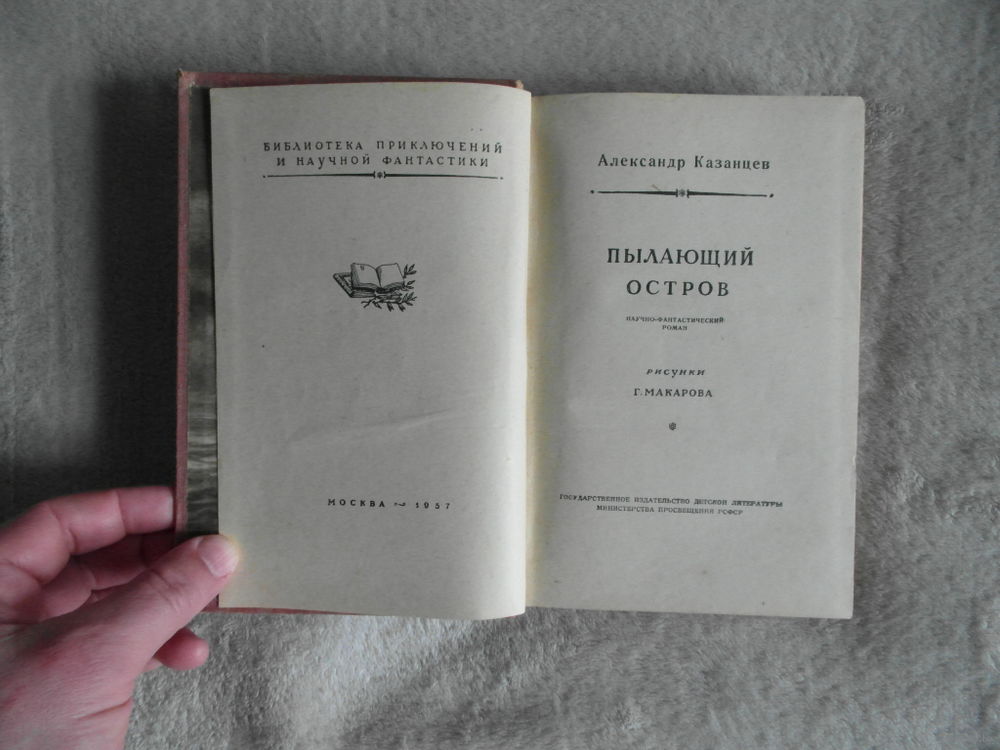 БИБЛИОТЕКА ПРИКЛЮЧЕНИЙ
И НАУЧНОЙ ФАНТАСТИКИ
МОСКВА ~ 1957
Александр Казанцев
ПЫЛАЮЩИЙ
ОСТРОВ
НАУЧНО-ФАНТАСТИЧЕСКИЙ
РОМАН
РИСУНКИ
Г. МАКАРОВА
ГОСУДАРСТВЕННОЕ ИЗДАТЕЛЬСТВО ДЕТСКОЙ ЛИТЕРАТУРЫ
МИНИСТЕРСТВА ПРОСВЕЩЕНИЯ РСФСР